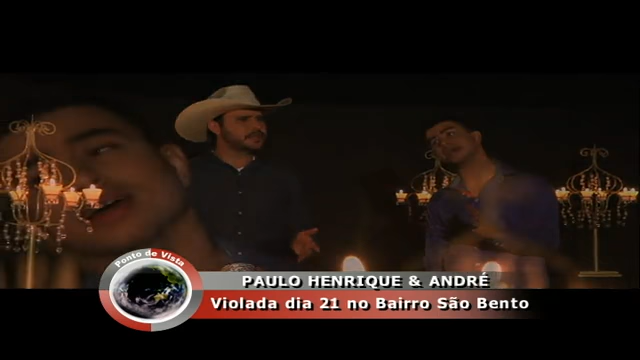 Ponto de Vista
PAULO HENRIQUE & ANDRÉ
Violada dia 21 no Bairro São Bento